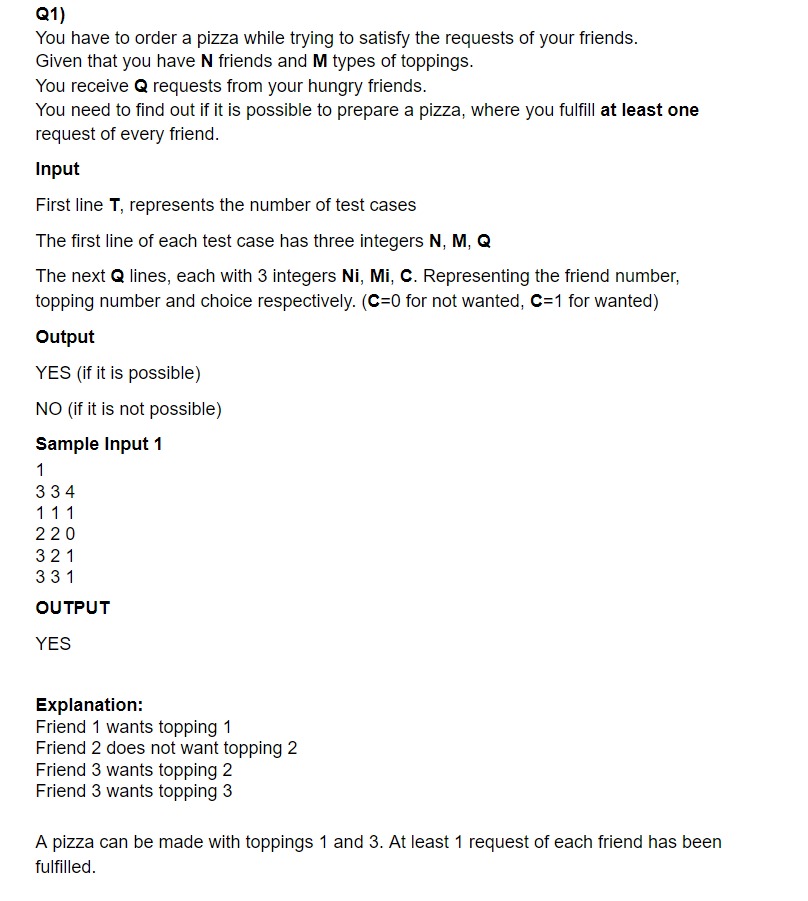 Q1)
You have to order a pizza while trying to satisfy the requests of your friends.
Given that you have N friends and M types of toppings.
You receive Q requests from your hungry friends.
You need to find out if it is possible to prepare a pizza, where you fulfill at least one
request of every friend.
Input
First line T, represents the number of test cases
The first line of each test case has three integers N, M, Q
The next Q lines, each with 3 integers Ni, Mi, C. Representing the friend number,
topping number and choice respectively. (C=0 for not wanted, C=1 for wanted)
Output
YES (if it is possible)
NO (if it is not possible)
Sample Input 1
1
3 3 4
1 1 1
2 2 0
3 2 1
3 3 1
OUTPUT
YES
Explanation:
Friend 1 wants topping 1
Friend 2 does not want topping 2
Friend 3 wants topping 2
Friend 3 wants topping 3
A pizza can be made with toppings 1 and 3. At least 1 request of each friend has been
fulfilled.